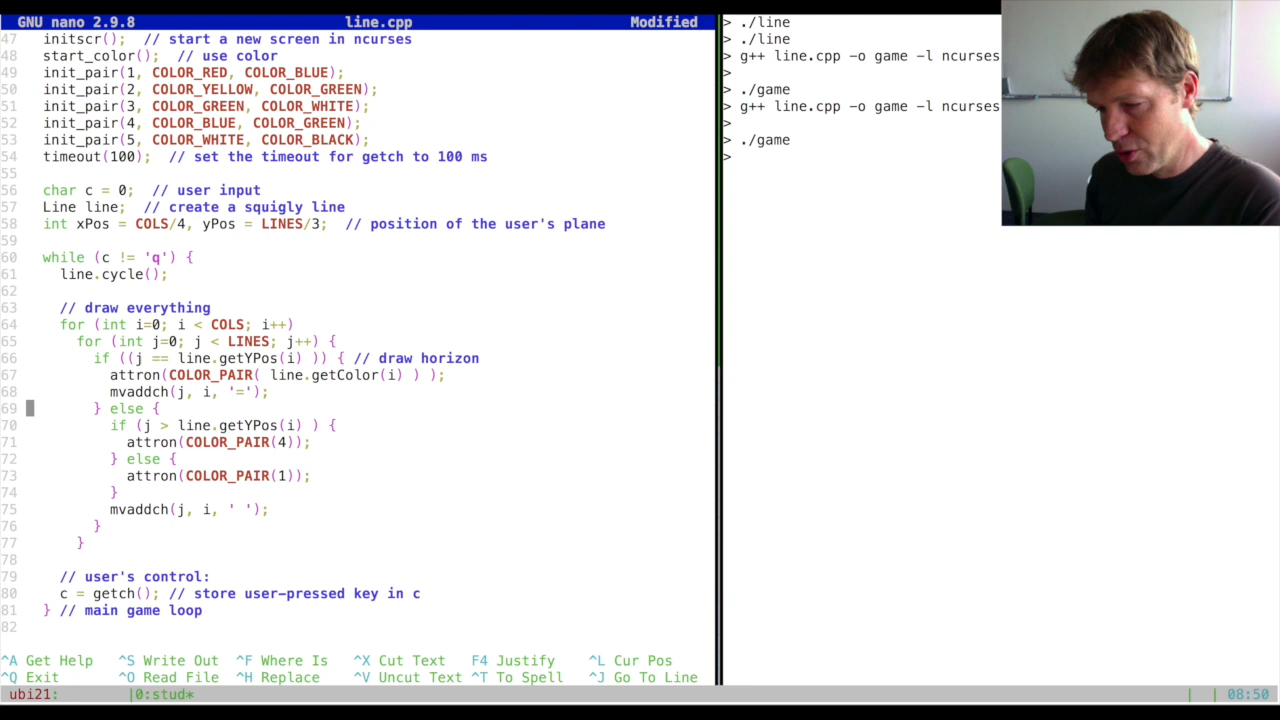 GNU nano 2.9.8 line.cpp Modified
47 initscr(); // start a new screen in ncurses
48 start_color(); // use color
49 init_pair(1, COLOR_RED, COLOR_BLUE);
50 init_pair(2, COLOR_YELLOW, COLOR_GREEN);
51 init_pair(3, COLOR_GREEN, COLOR_WHITE);
52 init_pair(4, COLOR_BLUE, COLOR_GREEN);
53 init_pair(5, COLOR_WHITE, COLOR_BLACK);
54 timeout(100); // set the timeout for getch to 100 ms
55
56 char c = 0; // user input
57 Line line; // create a squigly line
58 int xPos = COLS/4, yPos = LINES/3; // position of the user's plane
59
60 while (c != 'q') {
61 line.cycle();
62
63 // draw everything
64 for (int i=0; i < COLS; i++)
65 for (int j=0; j < LINES; j++) {
66 if ((j == line.getYPos(i) )) { // draw horizon
67 attron(COLOR_PAIR( line.getColor(i) ) );
68 mvaddch(j, i, '=');
69 } else {
70 if (j > line.getYPos(i) ) {
71 attron(COLOR_PAIR(4));
72 } else {
73 attron(COLOR_PAIR(1));
74 }
75 mvaddch(j, i, ' ');
76 }
77 }
78
79 // user's control:
80 c = getch(); // store user-pressed key in c
81 } // main game loop
82
^A Get Help ^S Write Out ^F Where Is ^X Cut Text F4 Justify ^L Cur Pos
^Q Exit ^O Read File ^H Replace ^V Uncut Text ^T To Spell ^J Go To Line
ubi21: |0:stud* | | 08:50
> ./line
> ./line
> g++ line.cpp -o game -l ncurses
>
> ./game
> g++ line.cpp -o game -l ncurses
>
> ./game
>